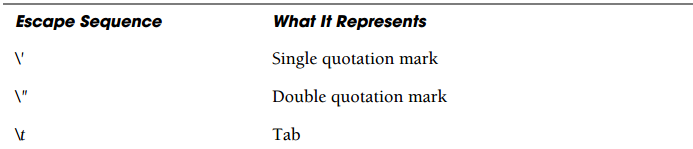 Escape Sequence What It Represents
\' Single quotation mark
\" Double quotation mark
\t Tab